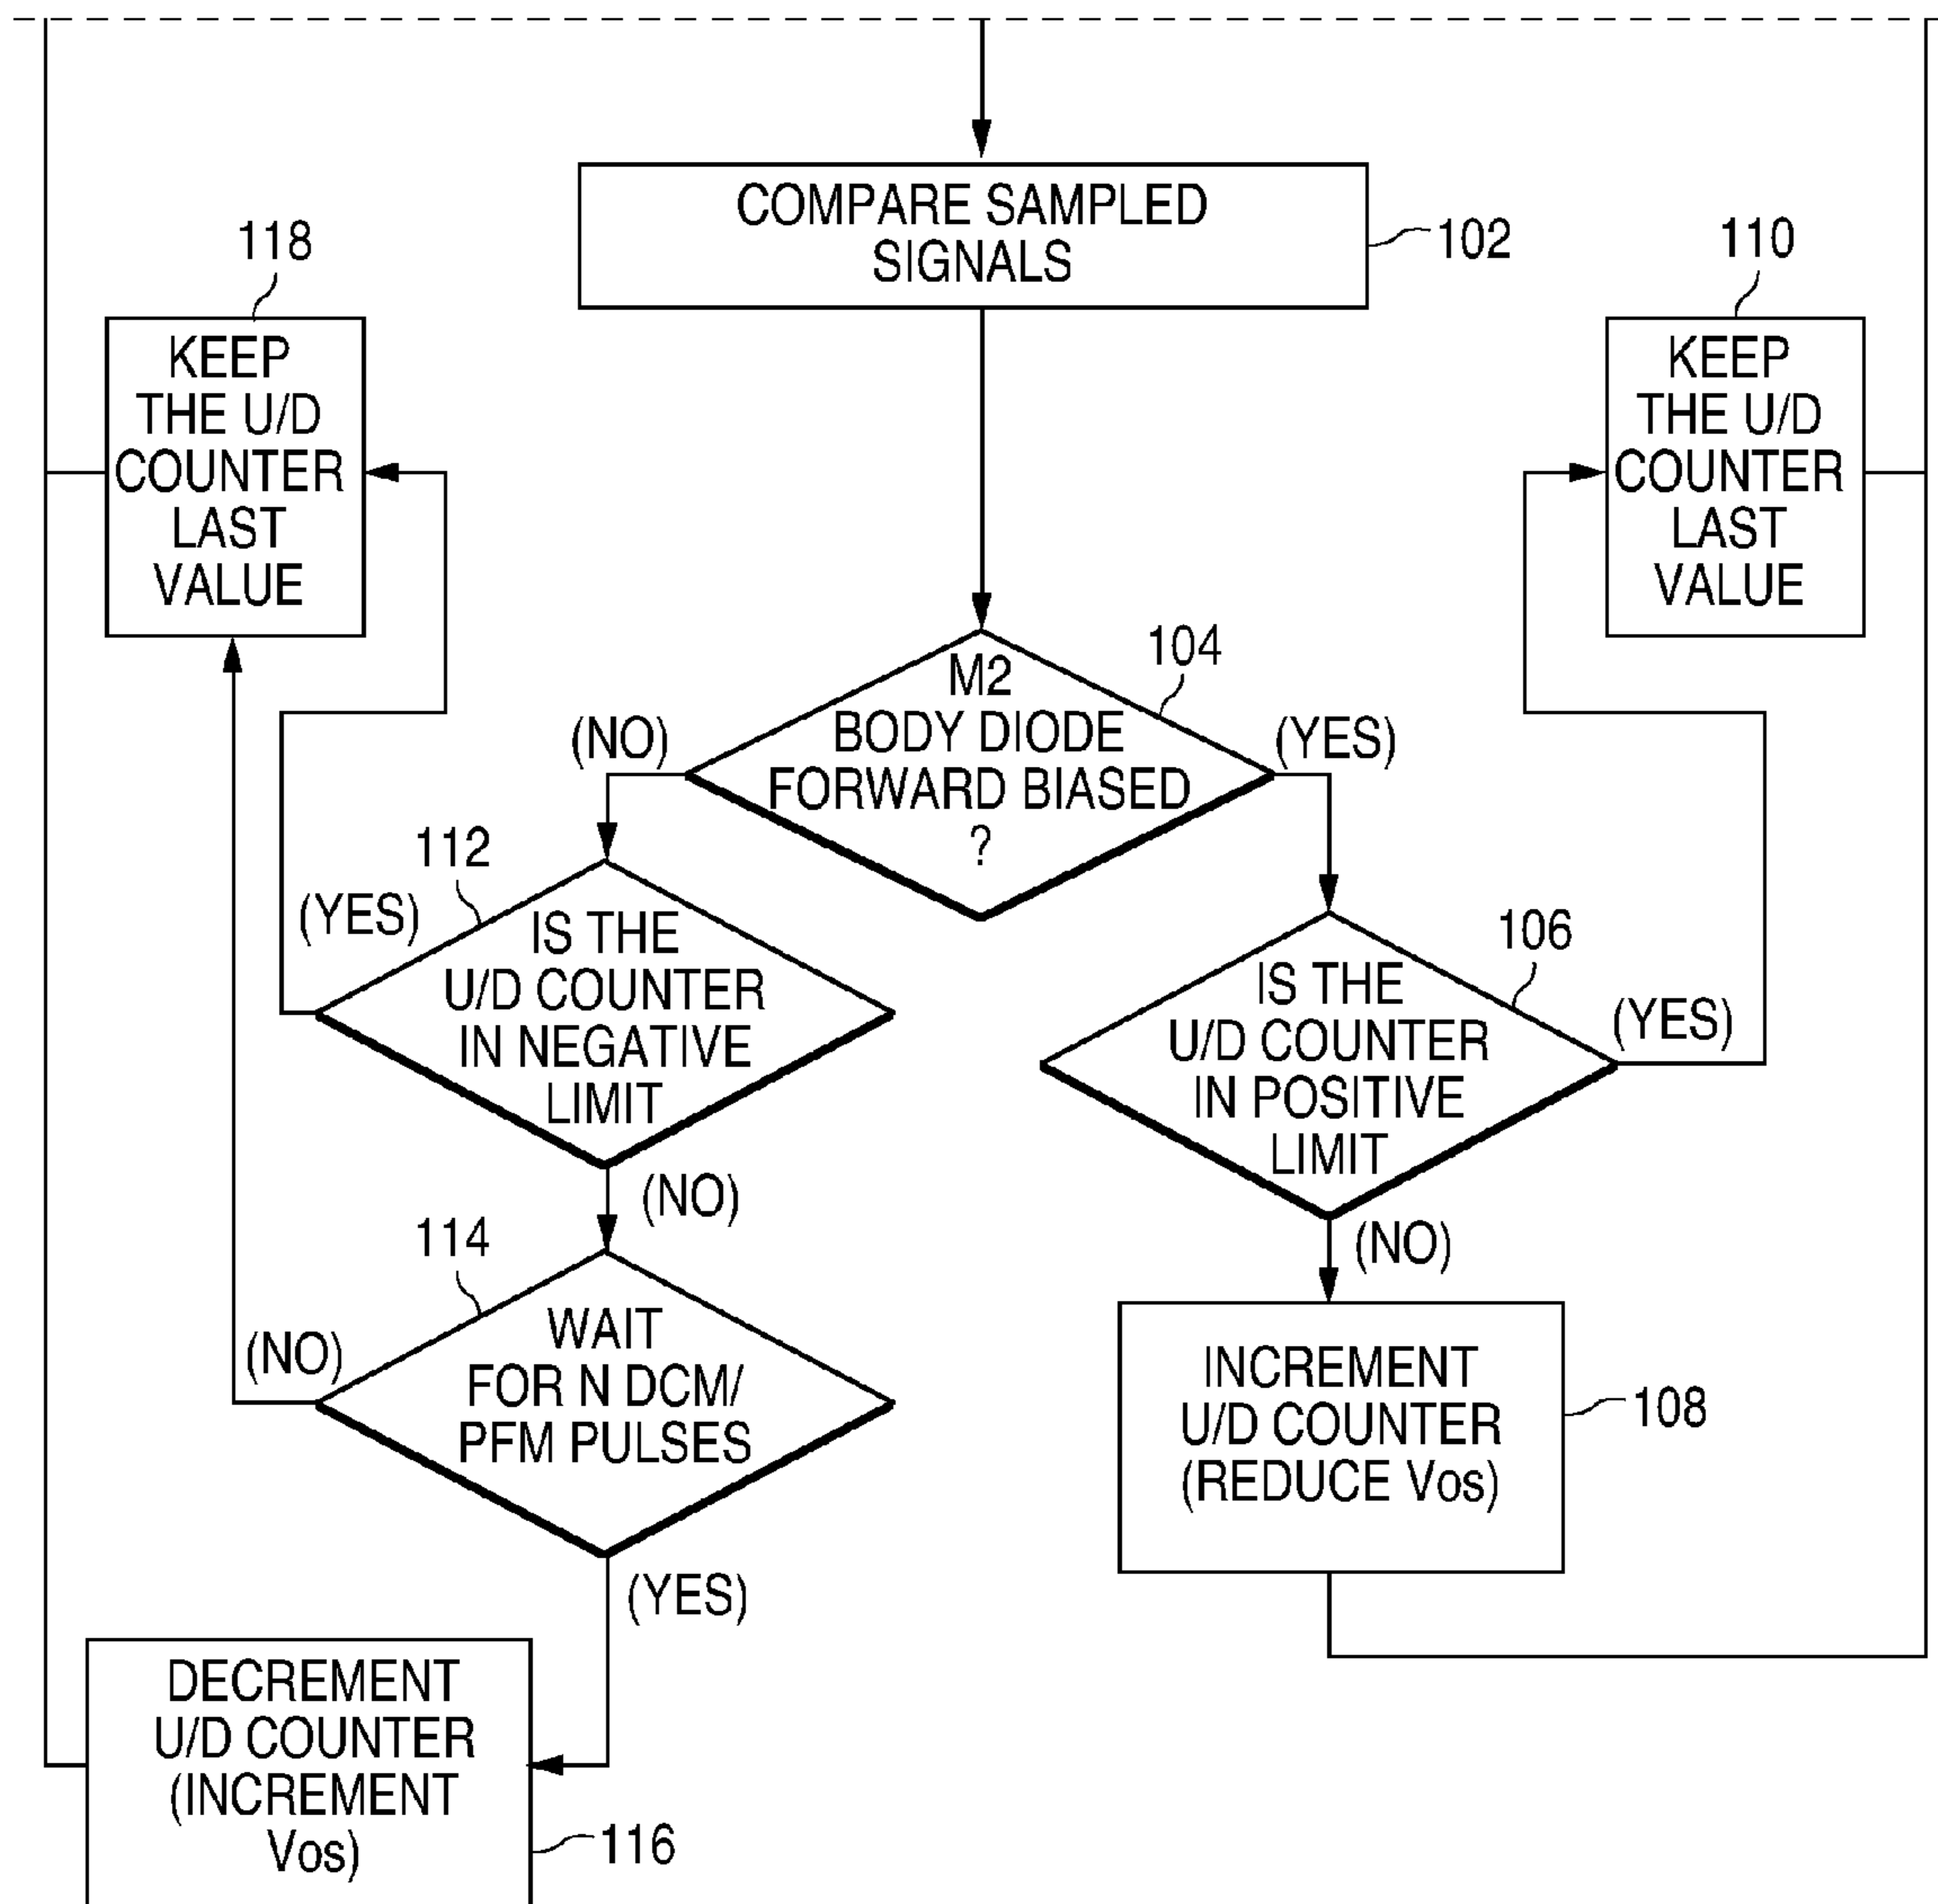 COMPARE SAMPLED
SIGNALS
102
118
KEEP
THE U/D
COUNTER
LAST
VALUE
110
KEEP
THE U/D
COUNTER
LAST
VALUE
104
M2
BODY DIODE
FORWARD BIASED
?
(NO)
(YES)
112
(YES)
IS THE
U/D COUNTER
IN NEGATIVE
LIMIT
(NO)
106
IS THE
U/D COUNTER
IN POSITIVE
LIMIT
(YES)
(NO)
114
WAIT
FOR N DCM/
PFM PULSES
(NO)
(YES)
INCREMENT
U/D COUNTER
(REDUCE Vos)
108
DECREMENT
U/D COUNTER
(INCREMENT
Vos)
116